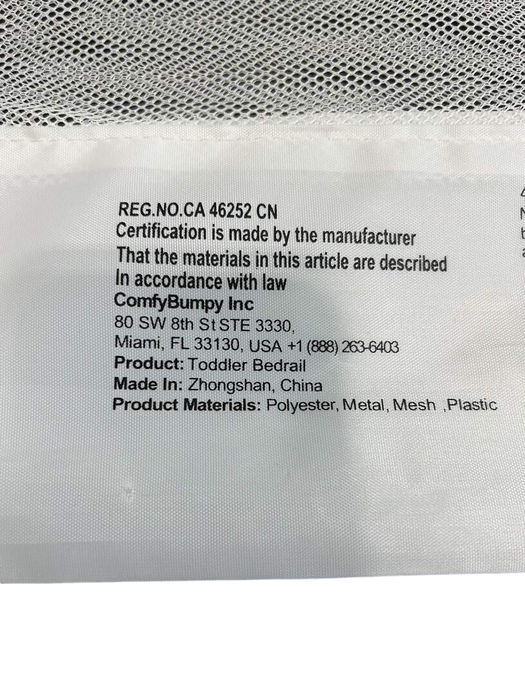 REG.NO.CA 46252 CN
Certification is made by the manufacturer
That the materials in this article are described
In accordance with law
ComfyBumpy Inc
80 SW 8th St STE 3330,
Miami, FL 33130, USA +1 (888) 263-6403
Product: Toddler Bedrail
Made In: Zhongshan, China
Product Materials: Polyester, Metal, Mesh ,Plastic